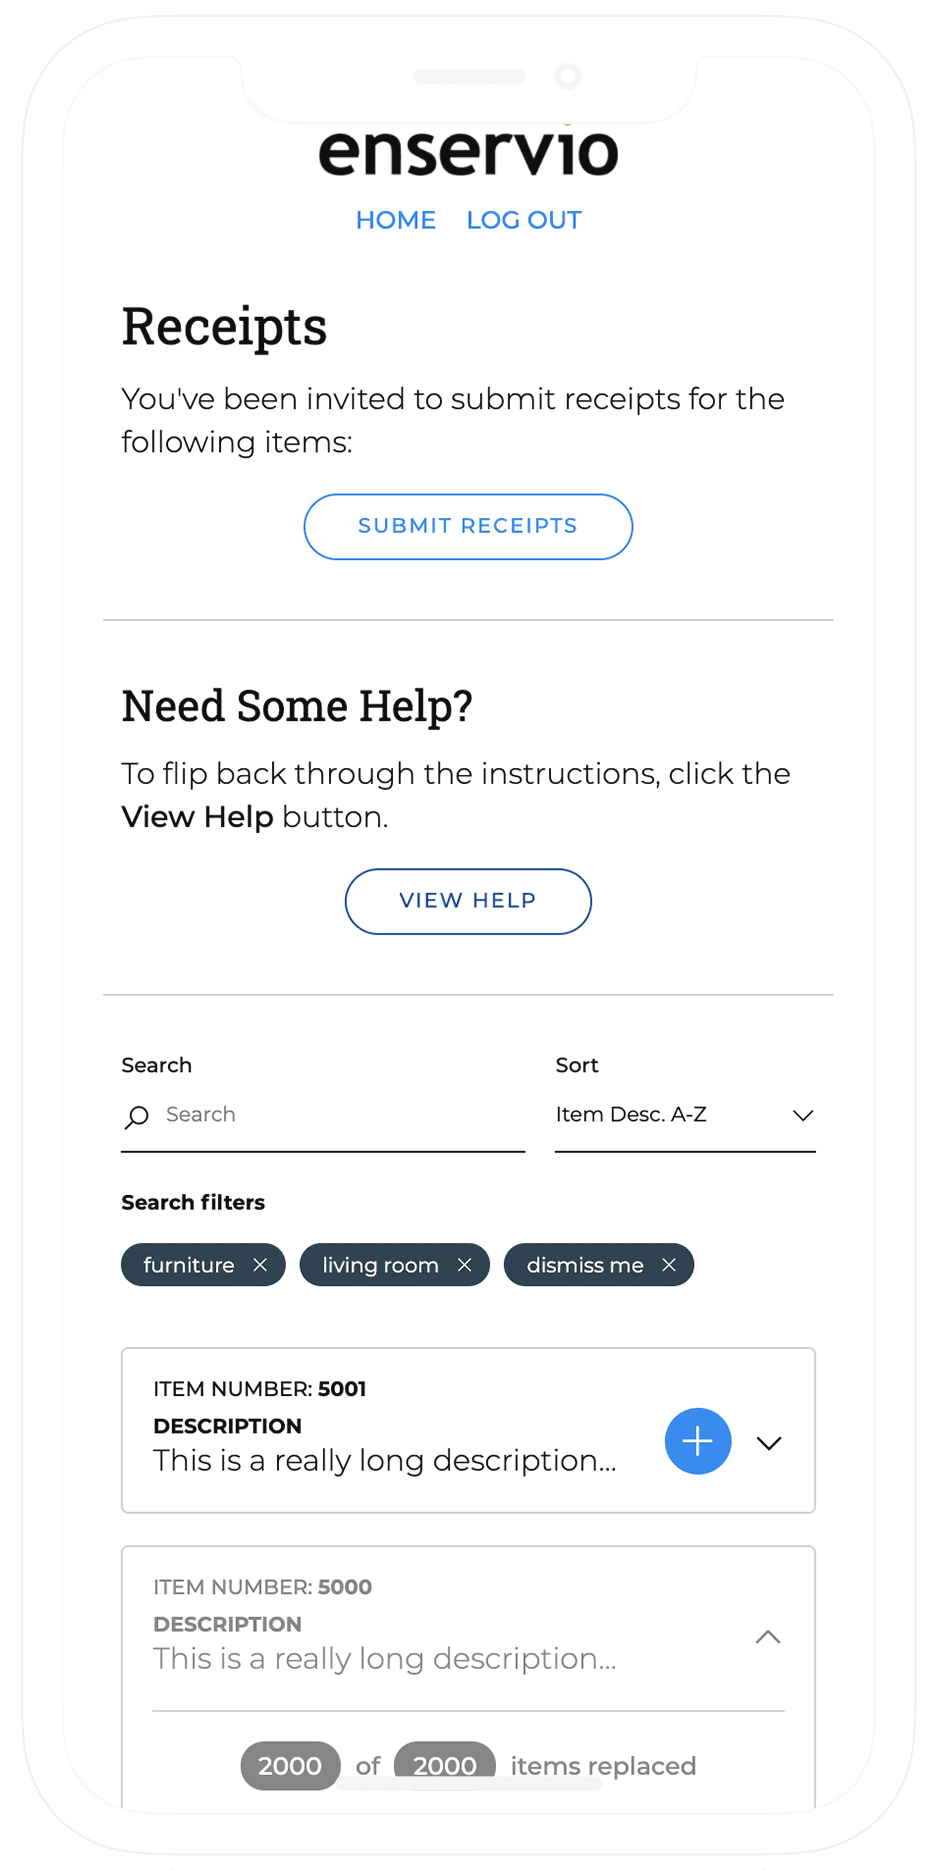 enservio
HOME LOG OUT
Receipts
You've been invited to submit receipts for the
following items:
SUBMIT RECEIPTS
Need Some Help?
To flip back through the instructions, click the
View Help button.
VIEW HELP
Search Sort
Search Item Desc. A-Z
Search filters
furniture living room dismiss me
ITEM NUMBER: 5001
DESCRIPTION
This is a really long description...
ITEM NUMBER: 5000
DESCRIPTION
This is a really long description...
2000 of 2000 items replaced